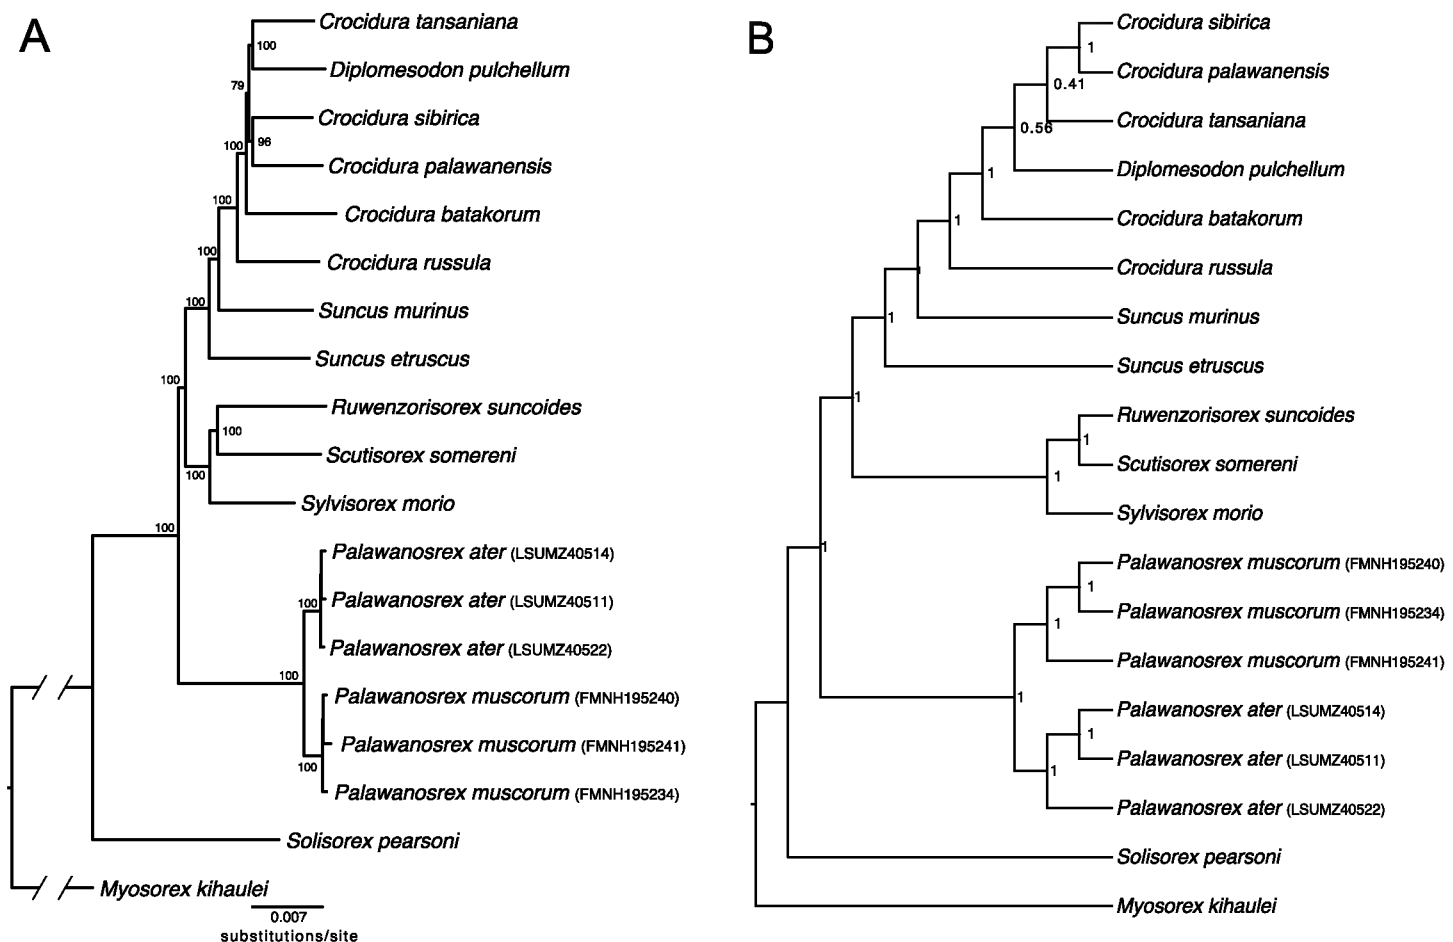 A
Crocidura tansaniana
100
Diplomesodon pulchellum
79
Crocidura sibirica
96
100
Crocidura palawanensis
100
Crocidura batakorum
100
Crocidura russula
100
Suncus murinus
Suncus etruscus
100
Ruwenzorisorex suncoides
100
Scutisorex somereni
100
Sylvisorex morio
100
Palawanosrex ater (LSUMZ40514)
100
Palawanosrex ater (LSUMZ40511)
Palawanosrex ater (LSUMZ40522)
100
Palawanosrex muscorum (FMNH195240)
Palawanosrex muscorum (FMNH195241)
100
Palawanosrex muscorum (FMNH195234)
Solisorex pearsoni
Myosorex kihaulei
0.007
substitutions/site
B
Crocidura sibirica
1
Crocidura palawanensis
0.41
Crocidura tansaniana
0.56
Diplomesodon pulchellum
1
Crocidura batakorum
1
Crocidura russula
Suncus murinus
1
Suncus etruscus
1
Ruwenzorisorex suncoides
1
Scutisorex somereni
1
Sylvisorex morio
1
Palawanosrex muscorum (FMNH195240)
1
Palawanosrex muscorum (FMNH195234)
1
Palawanosrex muscorum (FMNH195241)
1
Palawanosrex ater (LSUMZ40514)
1
Palawanosrex ater (LSUMZ40511)
1
Palawanosrex ater (LSUMZ40522)
Solisorex pearsoni
Myosorex kihaulei